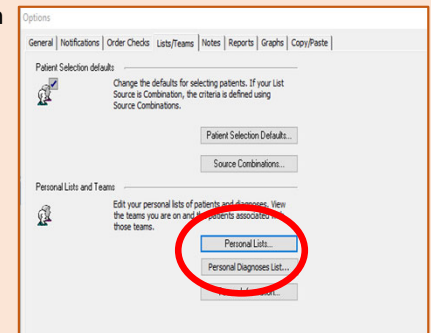 Options
General | Notifications | Order Checks | Lists/Teams | Notes | Reports | Graphs | Copy/Paste
Patient Selection defaults
Change the defaults for selecting patients. If your List
Source is Combination, the criteria is defined using
Source Combinations.
Patient Selection Defaults...
Source Combinations...
Personal Lists and Teams
Edit your personal lists of patients and diagnoses. View
the teams you are on and the patients associated with
those teams.
Personal Lists...
Personal Diagnoses List...